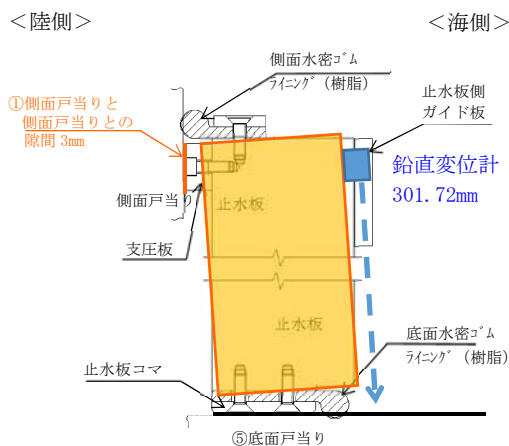 ＜陸側＞
＜海側＞
側面水密ｺﾞﾑ
ﾗｲﾆﾝｸﾞ（樹脂）
止水板側
ガイド板
①側面戸当りと
側面戸当りとの
隙間 3mm
鉛直変位計
301.72mm
側面戸当り
止水板
支圧板
止水板
底面水密ｺﾞﾑ
ﾗｲﾆﾝｸﾞ（樹脂）
止水板コマ
⑤底面戸当り